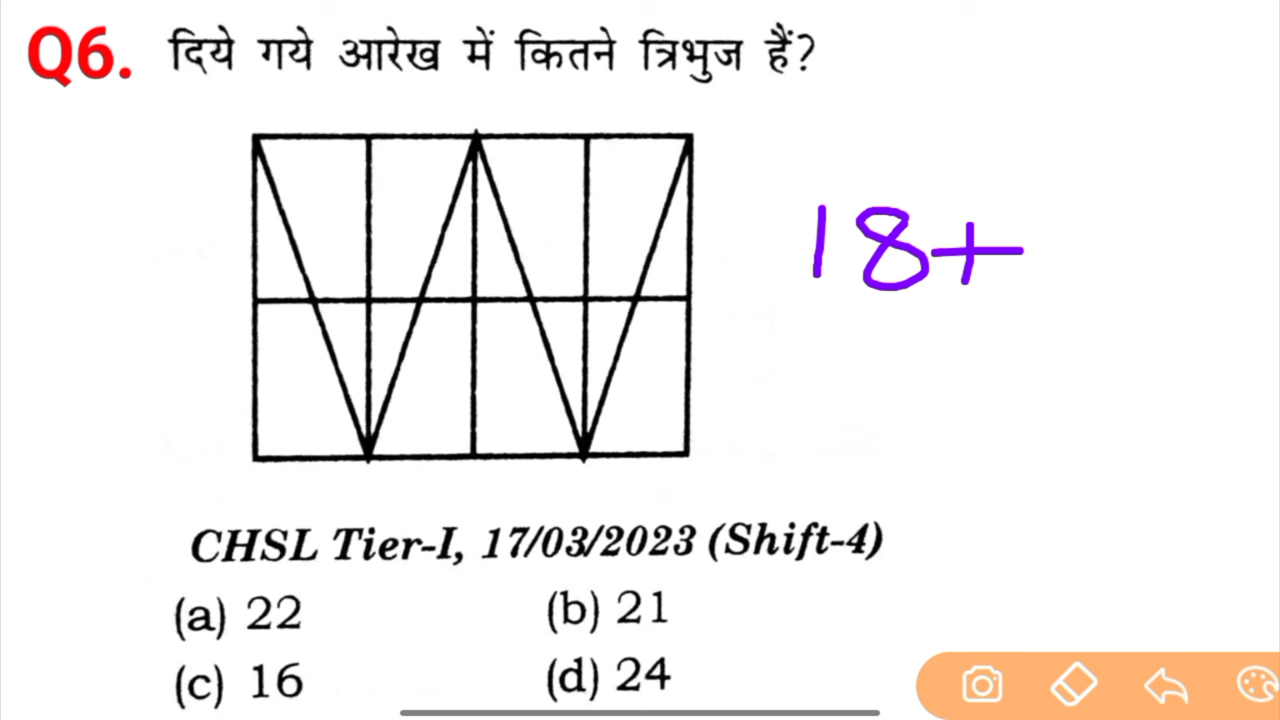 Q6. दिये गये आरेख में कितने त्रिभुज हैं?
18+
CHSL Tier-I, 17/03/2023 (Shift-4)
(a) 22 (b) 21
(c) 16 (d) 24